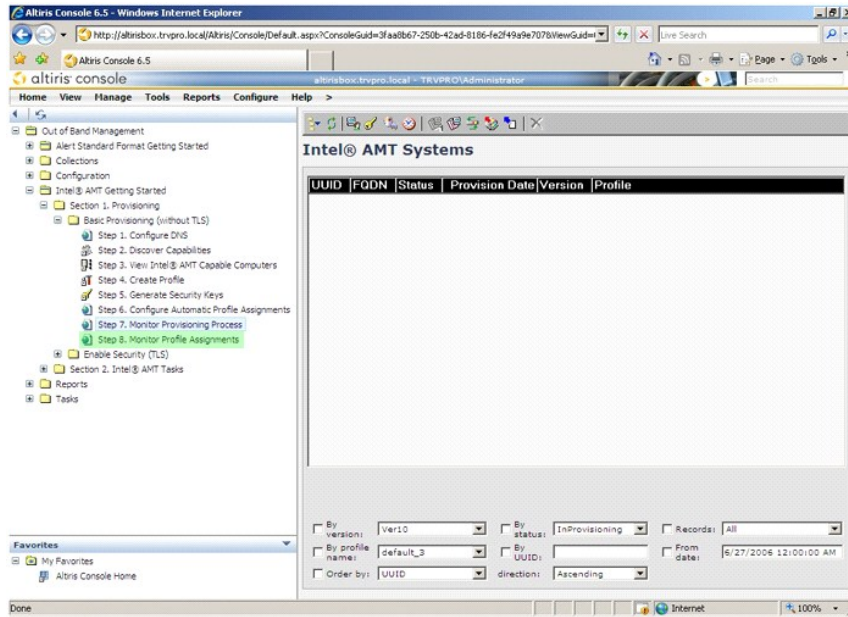 Altiris Console 6.5 - Windows Internet Explorer
http://altirisbox.trvpro.local/Altiris/Console/Default.aspx?ConsoleGuid=3faa8b67-250b-42ad-8186-fe2f49a9e707&ViewGuid=
Live Search
Altiris Console 6.5
Page
Tools
altiris console
altirisbox.trvpro.local - TRVPRO\Administrator
Search
Home View Manage Tools Reports Configure Help >
Out of Band Management
Alert Standard Format Getting Started
Collections
Configuration
Intel® AMT Getting Started
Section 1. Provisioning
Basic Provisioning (without TLS)
Step 1. Configure DNS
Step 2. Discover Capabilities
Step 3. View Intel® AMT Capable Computers
Step 4. Create Profile
Step 5. Generate Security Keys
Step 6. Configure Automatic Profile Assignments
Step 7. Monitor Provisioning Process
Step 8. Monitor Profile Assignments
Enable Security (TLS)
Section 2. Intel® AMT Tasks
Reports
Tasks
Intel® AMT Systems
UUID FQDN Status Provision Date Version Profile
By version: Ver10 By status: InProvisioning Records: All
By profile name: default_3 By UUID: From date: 6/27/2006 12:00:00 AM
Order by: UUID direction: Ascending
Favorites
My Favorites
Altiris Console Home
Done
Internet
100%